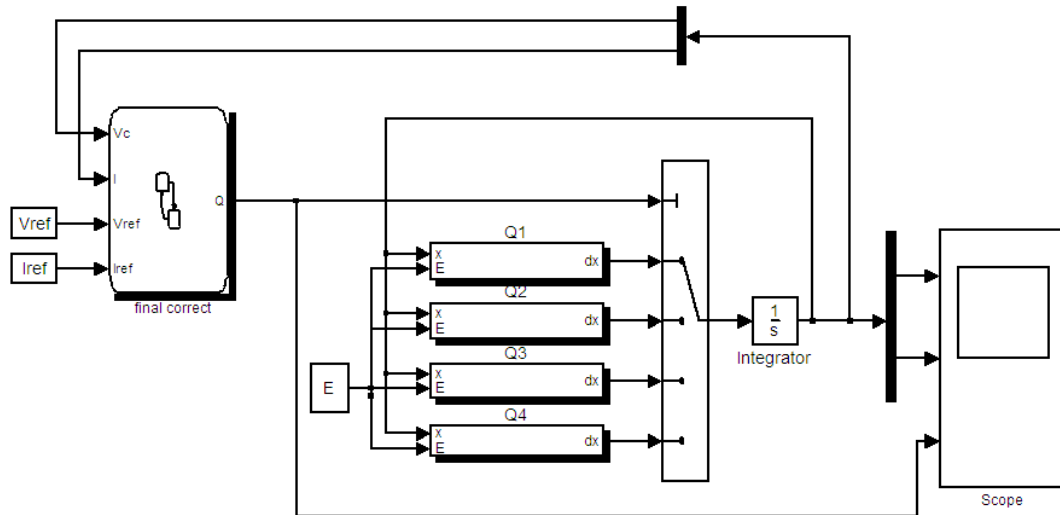 Vc
I
Vref
Iref
Q
Vref
Iref
final correct
Q1
x
E
dx
Q2
x
E
dx
Q3
x
E
dx
Q4
x
E
dx
E
1
s
Integrator
Scope